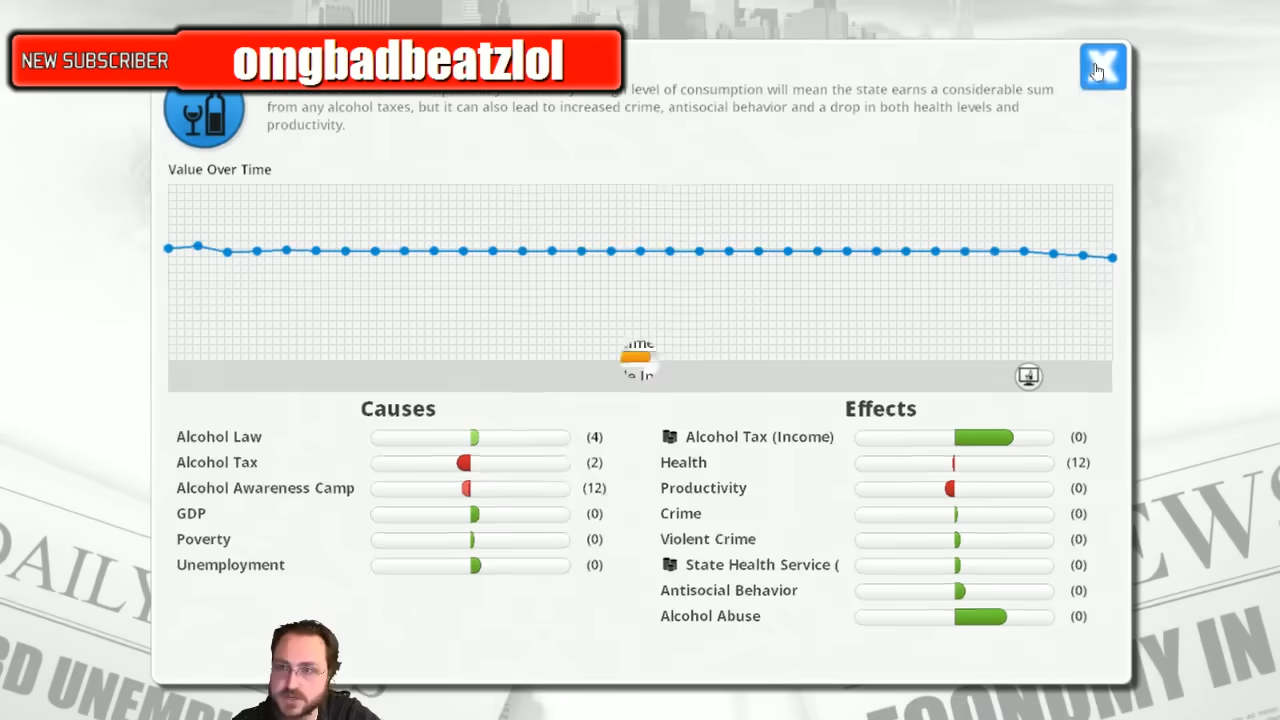 NEW SUBSCRIBER omgbadbeatzlol
level of consumption will mean the state earns a considerable sum
from any alcohol taxes, but it can also lead to increased crime, antisocial behavior and a drop in both health levels and
productivity.
Value Over Time
Causes
Alcohol Law (4)
Alcohol Tax (2)
Alcohol Awareness Camp (12)
GDP (0)
Poverty (0)
Unemployment (0)
Effects
Alcohol Tax (Income) (0)
Health (12)
Productivity (0)
Crime (0)
Violent Crime (0)
State Health Service ( (0)
Antisocial Behavior (0)
Alcohol Abuse (0)
DAILY
NEWS
ECONOMY IN